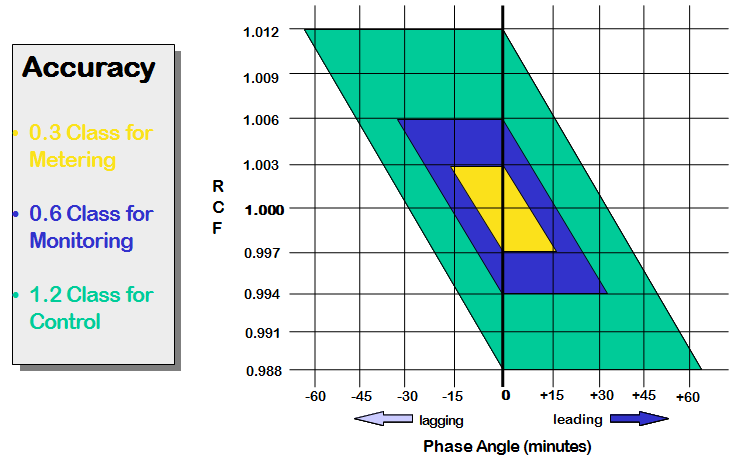 Accuracy
• 0.3 Class for
Metering
• 0.6 Class for
Monitoring
• 1.2 Class for
Control
R
C
F
1.012
1.009
1.006
1.003
1.000
0.997
0.994
0.991
0.988
-60 -45 -30 -15 0 +15 +30 +45 +60
lagging leading
Phase Angle (minutes)